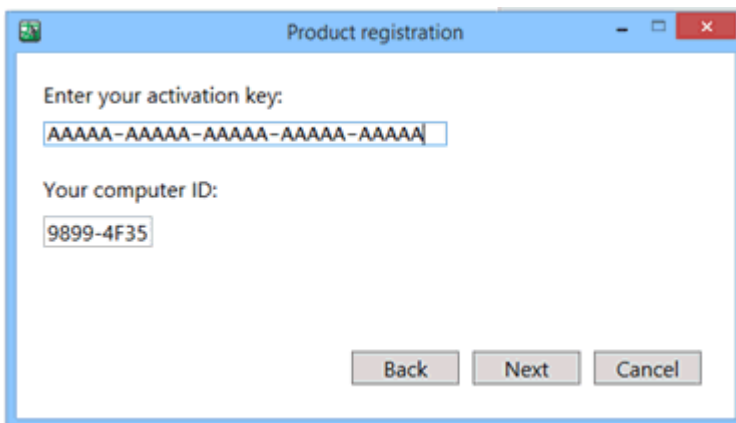 Product registration
Enter your activation key:
AAAAA-AAAAA-AAAAA-AAAAA-AAAAA
Your computer ID:
9899-4F35
Back Next Cancel